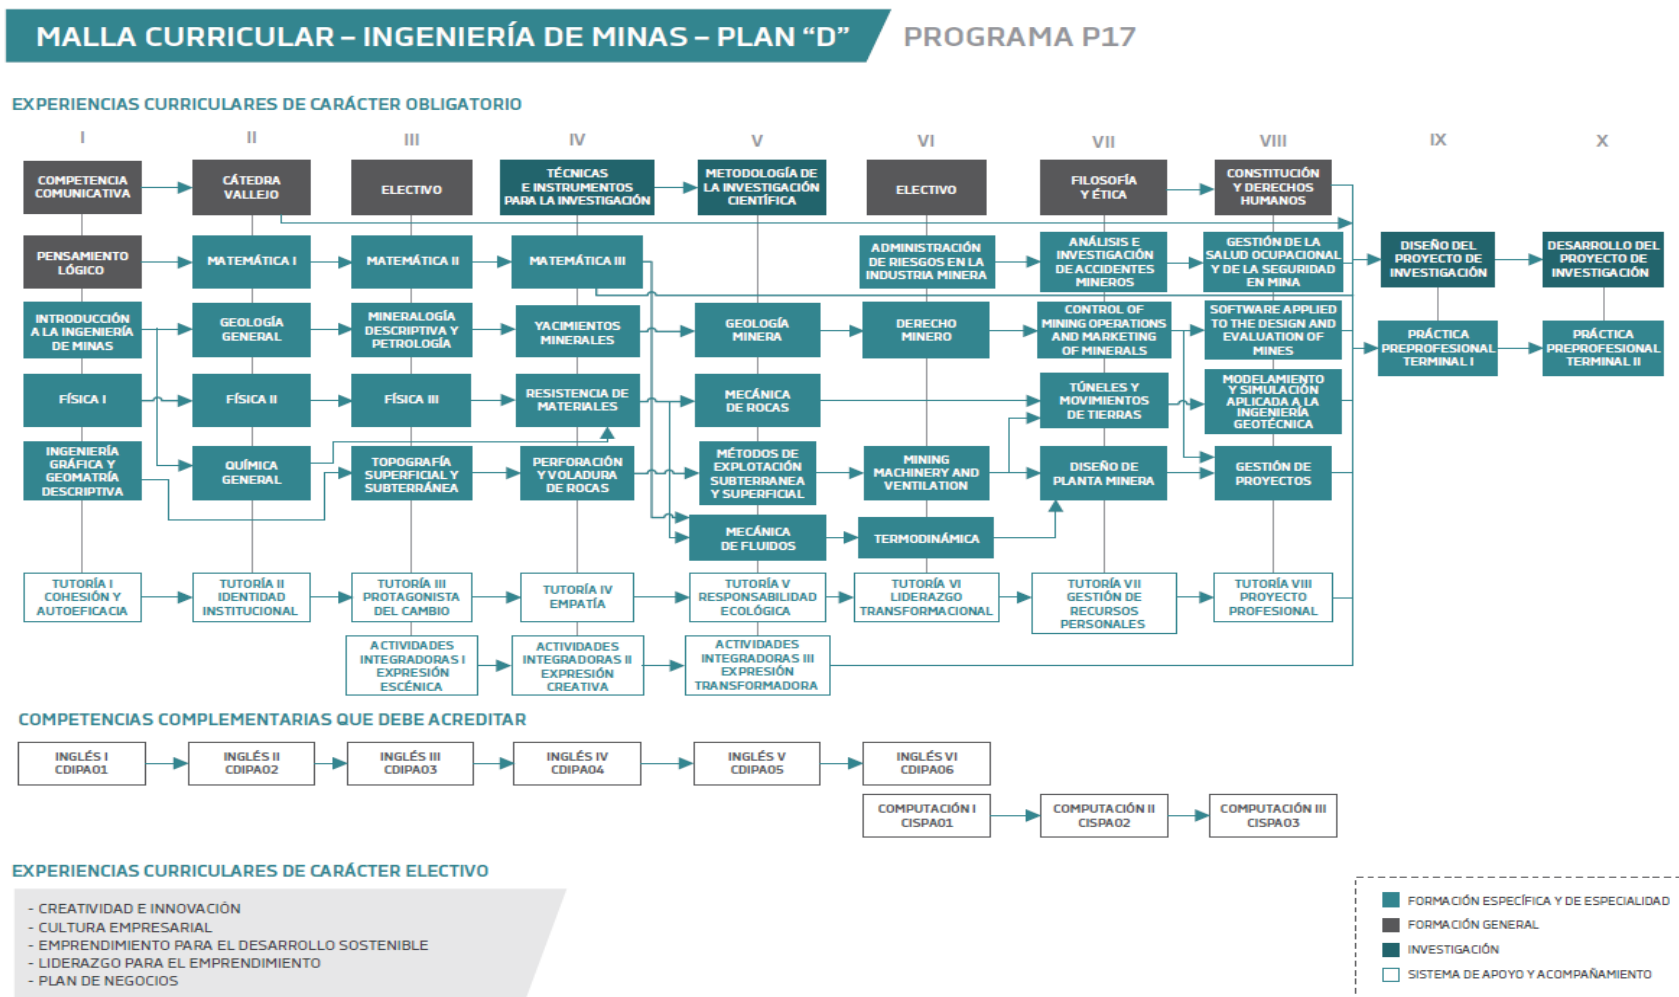 MALLA CURRICULAR – INGENIERÍA DE MINAS – PLAN “D”
PROGRAMA P17
EXPERIENCIAS CURRICULARES DE CARÁCTER OBLIGATORIO
I
II
III
IV
V
VI
VII
VIII
IX
X
COMPETENCIA
COMUNICATIVA
CÁTEDRA
VALLEJO
ELECTIVO
TÉCNICAS
E INSTRUMENTOS
PARA LA INVESTIGACIÓN
METODOLOGÍA DE
LA INVESTIGACIÓN
CIENTÍFICA
ELECTIVO
FILOSOFÍA
Y ÉTICA
CONSTITUCIÓN
Y DERECHOS
HUMANOS
PENSAMIENTO
LÓGICO
MATEMÁTICA I
MATEMÁTICA II
MATEMÁTICA III
ADMINISTRACIÓN
DE RIESGOS EN LA
INDUSTRIA MINERA
ANÁLISIS E
INVESTIGACIÓN
DE ACCIDENTES
MINEROS
GESTIÓN DE LA
SALUD OCUPACIONAL
Y DE LA SEGURIDAD
EN MINA
DISEÑO DEL
PROYECTO DE
INVESTIGACIÓN
DESARROLLO DEL
PROYECTO DE
INVESTIGACIÓN
INTRODUCCIÓN
A LA INGENIERÍA
DE MINAS
GEOLOGÍA
GENERAL
MINERALOGÍA
DESCRIPTIVA Y
PETROLOGÍA
YACIMIENTOS
MINERALES
GEOLOGÍA
MINERA
DERECHO
MINERO
CONTROL OF
MINING OPERATIONS
AND MARKETING
OF MINERALS
SOFTWARE APPLIED
TO THE DESIGN AND
EVALUATION OF
MINES
PRÁCTICA
PREPROFESIONAL
TERMINAL I
PRÁCTICA
PREPROFESIONAL
TERMINAL II
FÍSICA I
FÍSICA II
FÍSICA III
RESISTENCIA DE
MATERIALES
MECÁNICA
DE ROCAS
TÚNELES Y
MOVIMIENTOS
DE TIERRAS
MODELAMIENTO
Y SIMULACIÓN
APLICADA A LA
INGENIERÍA
GEOTÉCNICA
INGENIERÍA
GRÁFICA Y
GEOMATRÍA
DESCRIPTIVA
QUÍMICA
GENERAL
TOPOGRAFÍA
SUPERFICIAL Y
SUBTERRÁNEA
PERFORACIÓN
Y VOLADURA
DE ROCAS
MÉTODOS DE
EXPLOTACIÓN
SUBTERRANEA
Y SUPERFICIAL
MINING
MACHINERY AND
VENTILATION
DISEÑO DE
PLANTA MINERA
GESTIÓN DE
PROYECTOS
MECÁNICA
DE FLUIDOS
TERMODINÁMICA
TUTORÍA I
COHESIÓN Y
AUTOEFICACIA
TUTORÍA II
IDENTIDAD
INSTITUCIONAL
TUTORÍA III
PROTAGONISTA
DEL CAMBIO
TUTORÍA IV
EMPATÍA
TUTORÍA V
RESPONSABILIDAD
ECOLÓGICA
TUTORÍA VI
LIDERAZGO
TRANSFORMACIONAL
TUTORÍA VII
GESTIÓN DE
RECURSOS
PERSONALES
TUTORÍA VIII
PROYECTO
PROFESIONAL
ACTIVIDADES
INTEGRADORAS I
EXPRESIÓN
ESCÉNICA
ACTIVIDADES
INTEGRADORAS II
EXPRESIÓN
CREATIVA
ACTIVIDADES
INTEGRADORAS III
EXPRESIÓN
TRANSFORMADORA
COMPETENCIAS COMPLEMENTARIAS QUE DEBE ACREDITAR
INGLÉS I
CDIPA01
INGLÉS II
CDIPA02
INGLÉS III
CDIPA03
INGLÉS IV
CDIPA04
INGLÉS V
CDIPA05
INGLÉS VI
CDIPA06
COMPUTACIÓN I
CISPA01
COMPUTACIÓN II
CISPA02
COMPUTACIÓN III
CISPA03
EXPERIENCIAS CURRICULARES DE CARÁCTER ELECTIVO
- CREATIVIDAD E INNOVACIÓN
- CULTURA EMPRESARIAL
- EMPRENDIMIENTO PARA EL DESARROLLO SOSTENIBLE
- LIDERAZGO PARA EL EMPRENDIMIENTO
- PLAN DE NEGOCIOS
FORMACIÓN ESPECÍFICA Y DE ESPECIALIDAD
FORMACIÓN GENERAL
INVESTIGACIÓN
SISTEMA DE APOYO Y ACOMPAÑAMIENTO